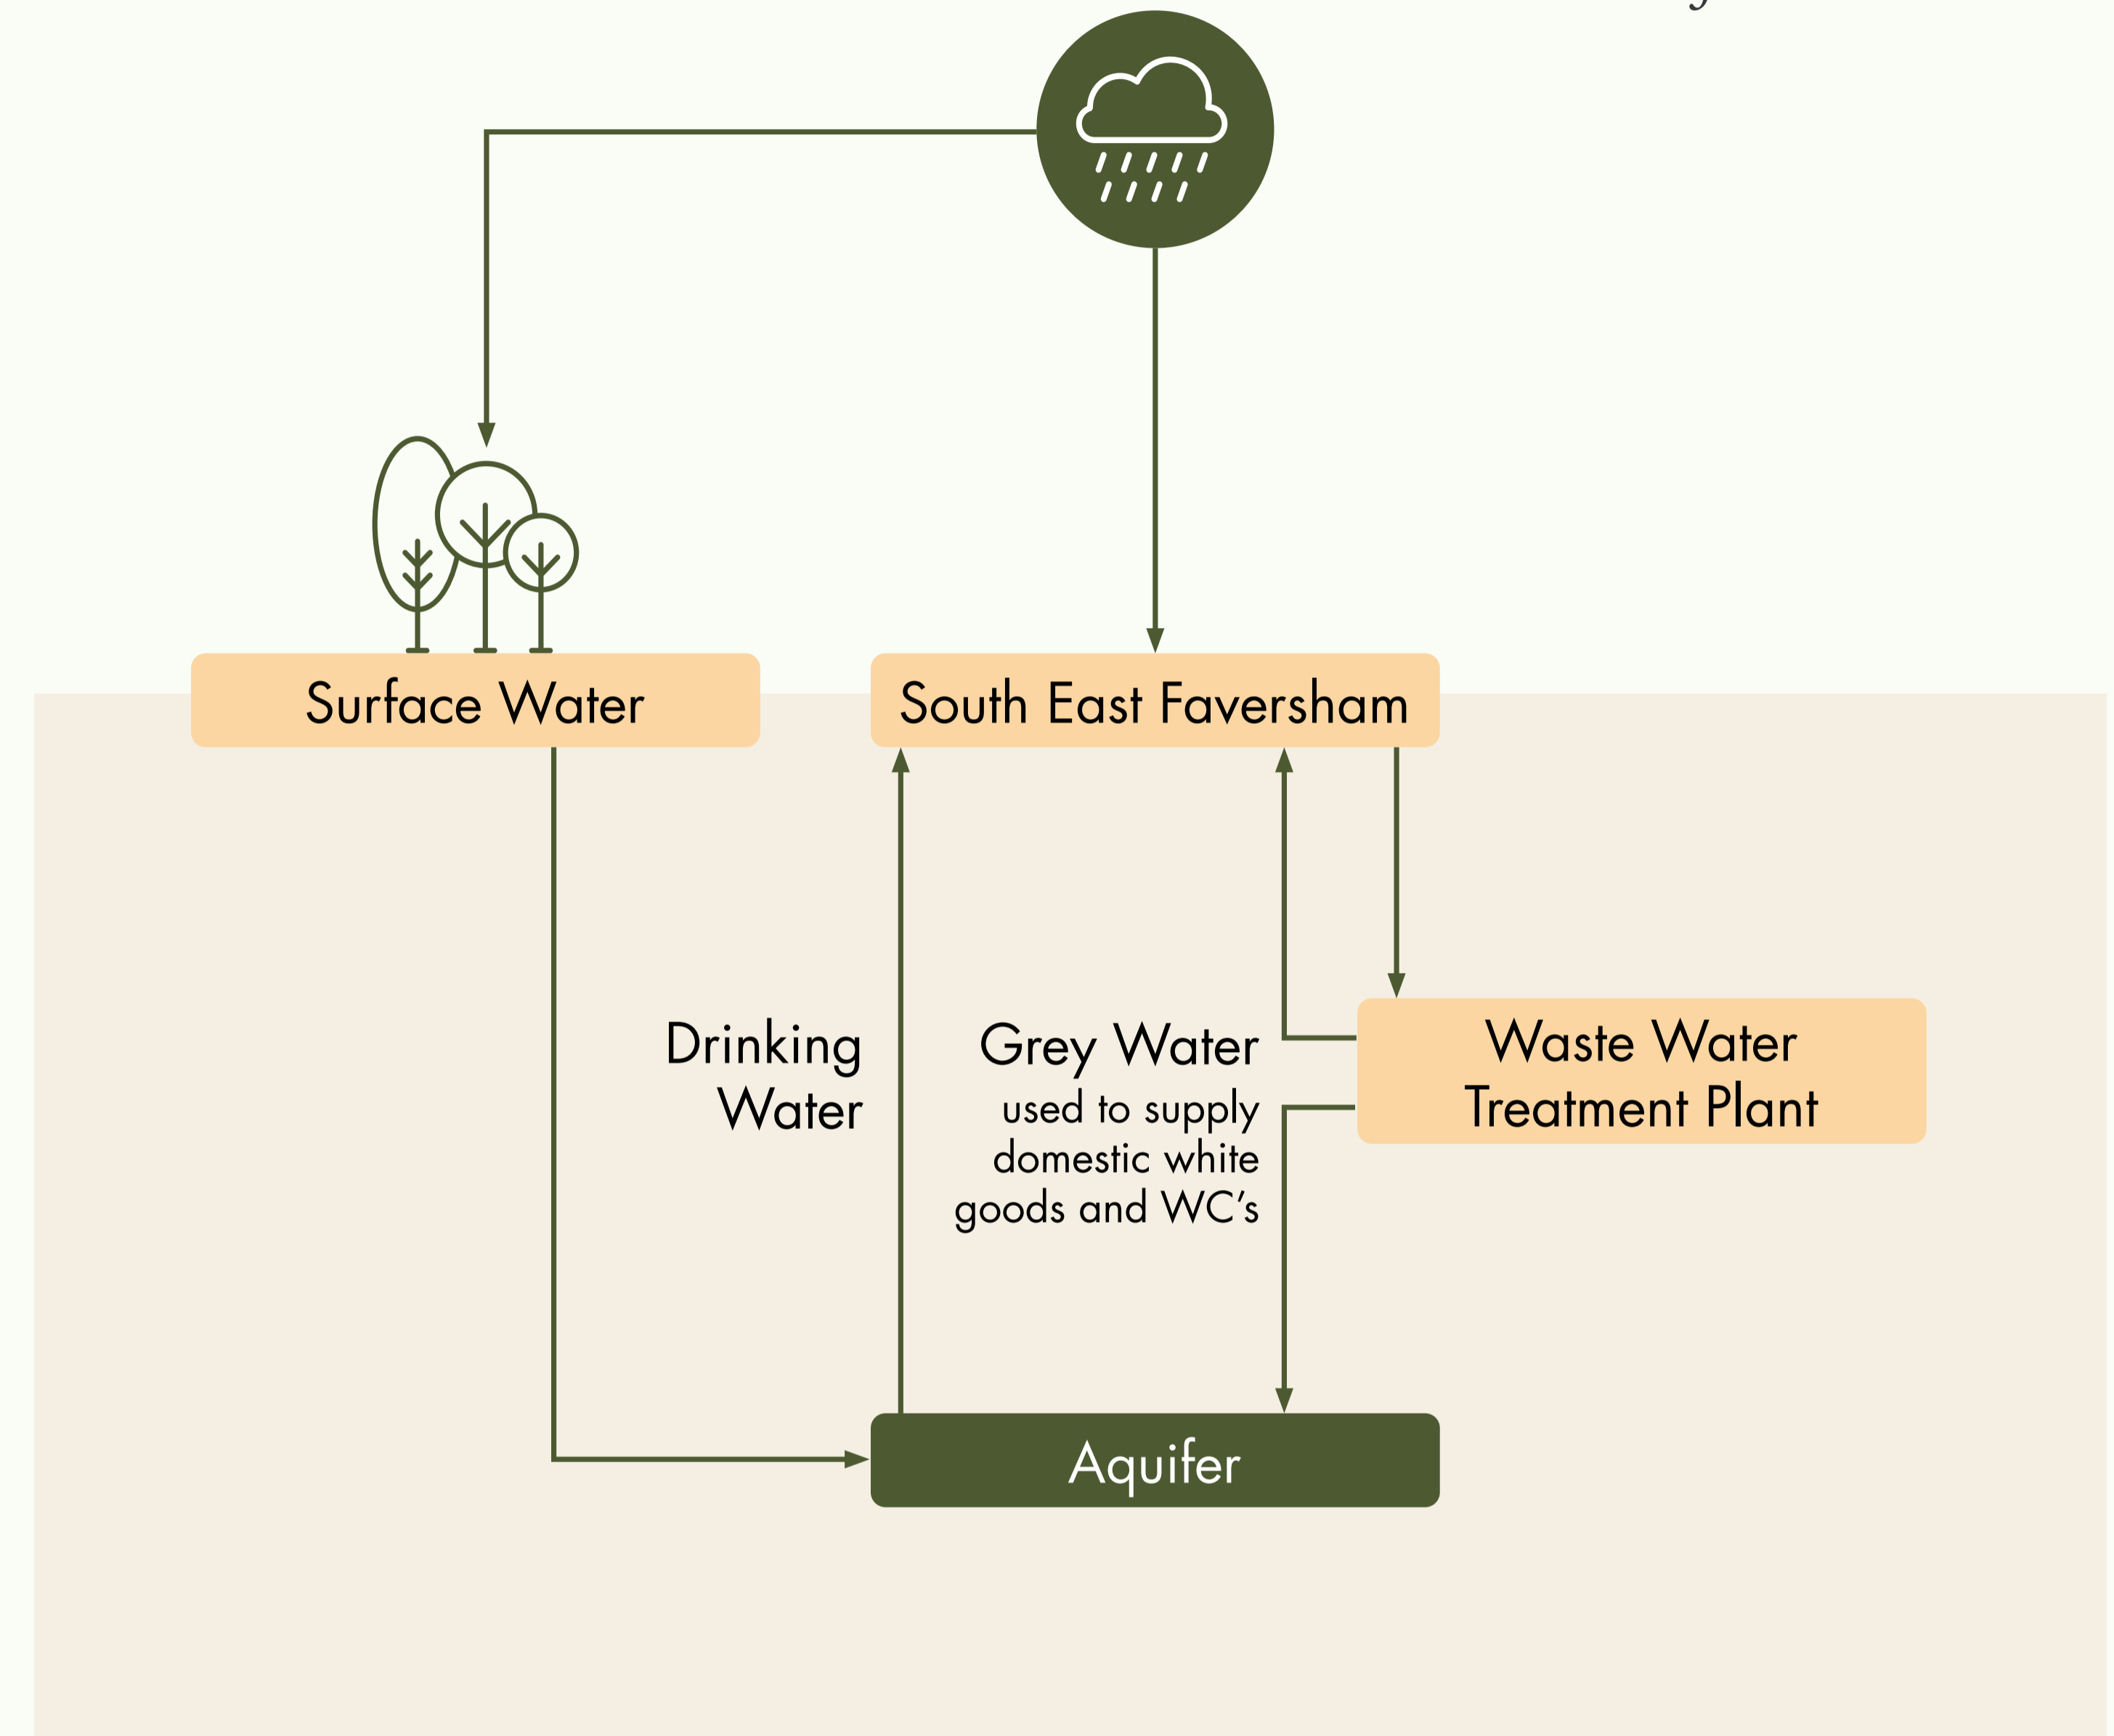 Surface Water
South East Faversham
Drinking
Water
Grey Water
used to supply
domestic white
goods and WC's
Waste Water
Treatment Plant
Aquifer